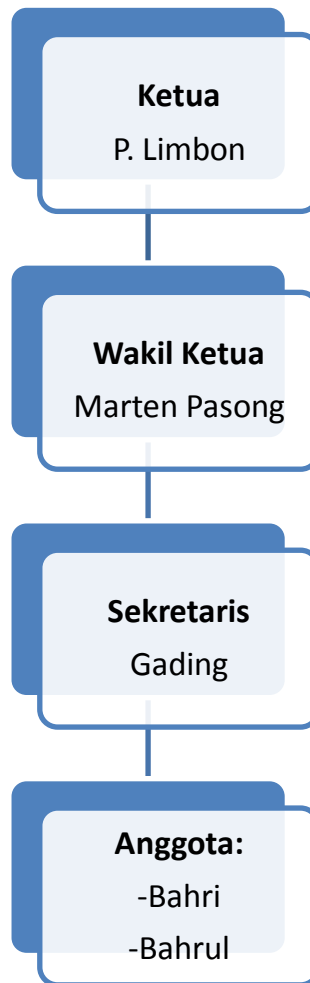 Ketua
P. Limbon
Wakil Ketua
Marten Pasong
Sekretaris
Gading
Anggota:
-Bahri
-Bahrul